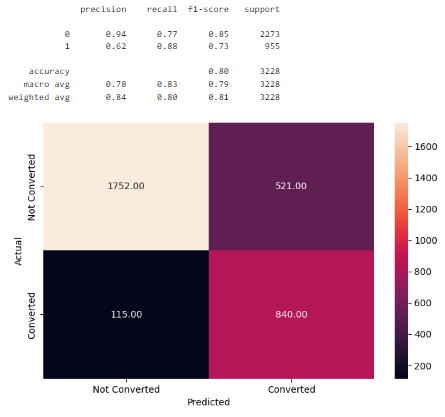 precision recall f1-score support
0 0.94 0.77 0.85 2273
1 0.62 0.88 0.73 955
accuracy 0.80 3228
macro avg 0.78 0.83 0.79 3228
weighted avg 0.84 0.80 0.81 3228
Actual
Not Converted
Converted
1752.00 521.00
115.00 840.00
Not Converted Converted
Predicted
1600
1400
1200
1000
800
600
400
200